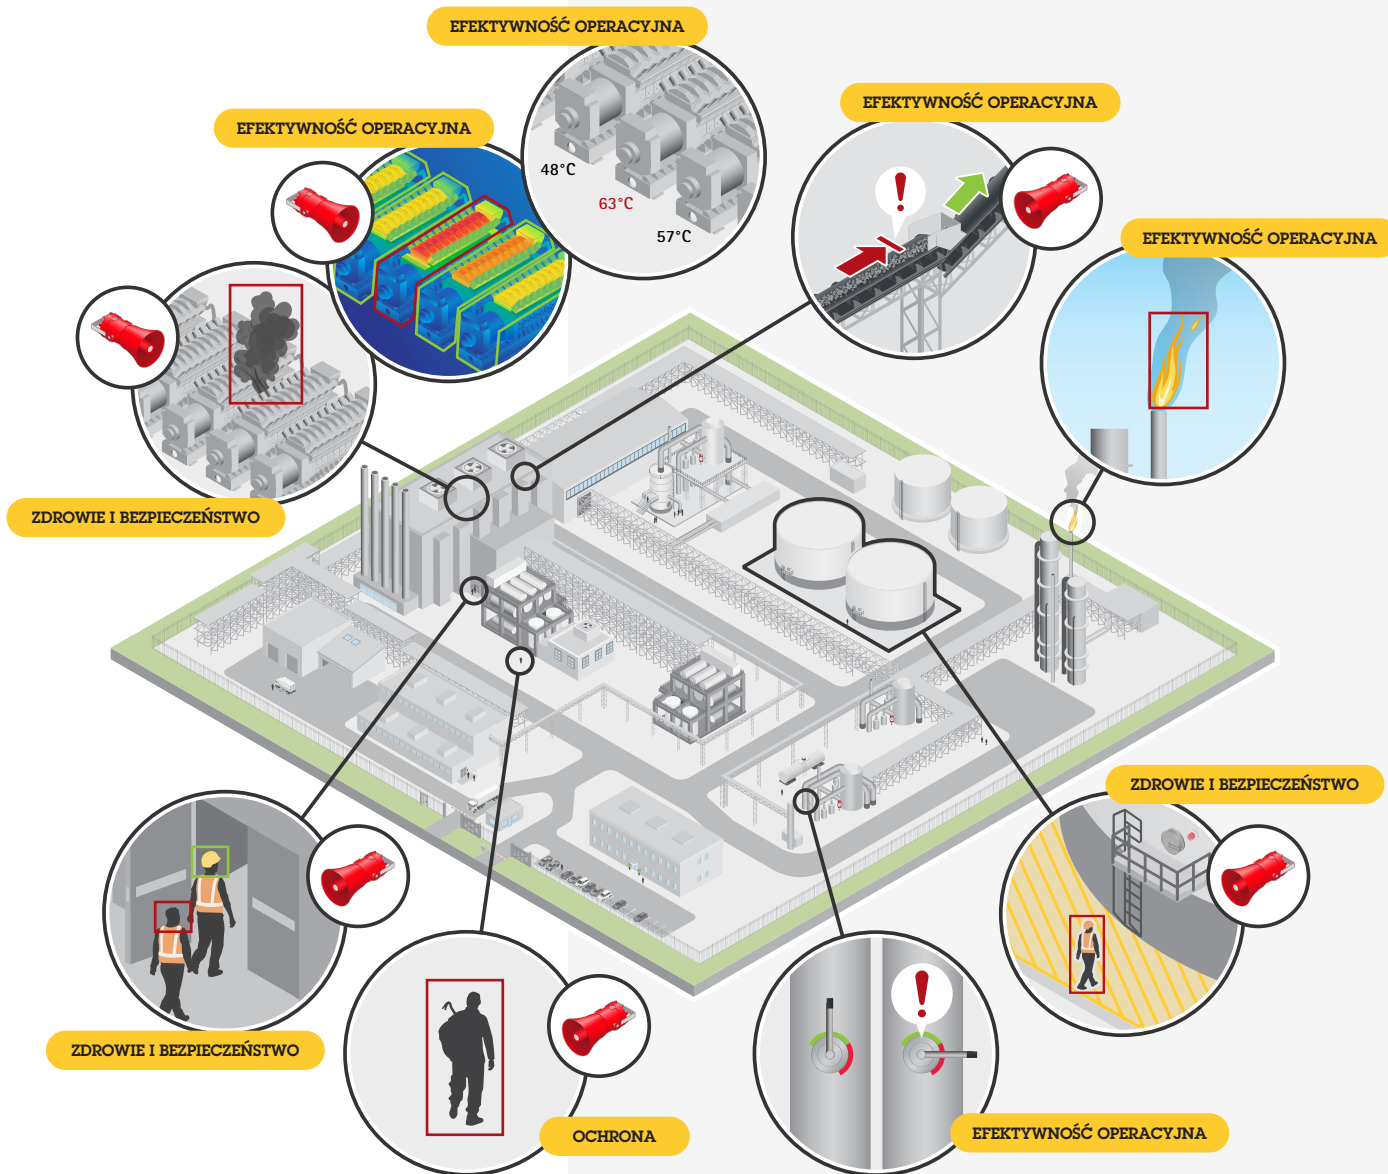 EFEKTYWNOŚĆ OPERACYJNA
EFEKTYWNOŚĆ OPERACYJNA
EFEKTYWNOŚĆ OPERACYJNA
48°C
63°C
57°C
EFEKTYWNOŚĆ OPERACYJNA
ZDROWIE I BEZPIECZEŃSTWO
ZDROWIE I BEZPIECZEŃSTWO
ZDROWIE I BEZPIECZEŃSTWO
OCHRONA
EFEKTYWNOŚĆ OPERACYJNA